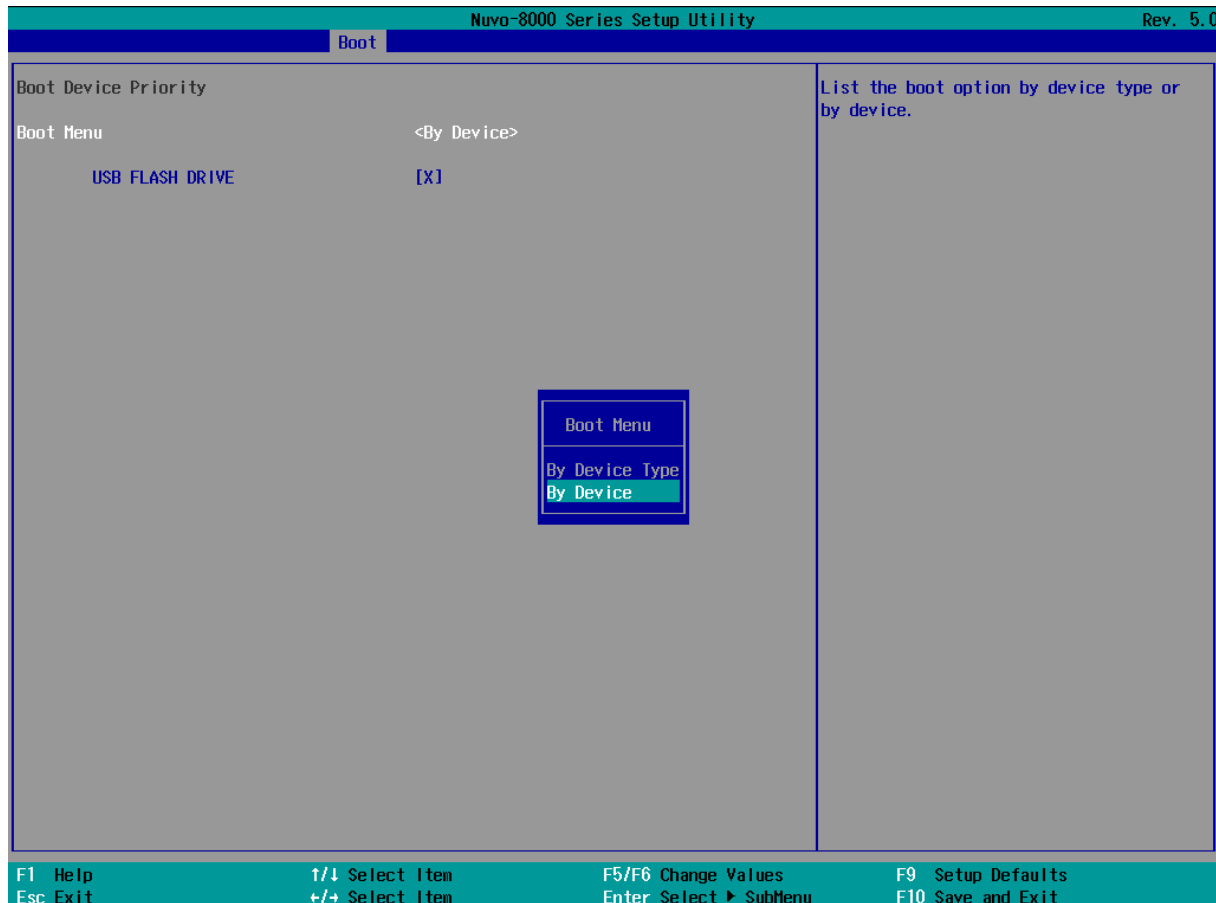 Nuvo-8000 Series Setup Utility Rev. 5.0
Boot
Boot Device Priority
Boot Menu <By Device>
USB FLASH DRIVE [X]
List the boot option by device type or
by device.
Boot Menu
By Device Type
By Device
F1 Help ↑/↓ Select Item F5/F6 Change Values F9 Setup Defaults
Esc Exit ←/→ Select Item Enter Select ▶ SubMenu F10 Save and Exit